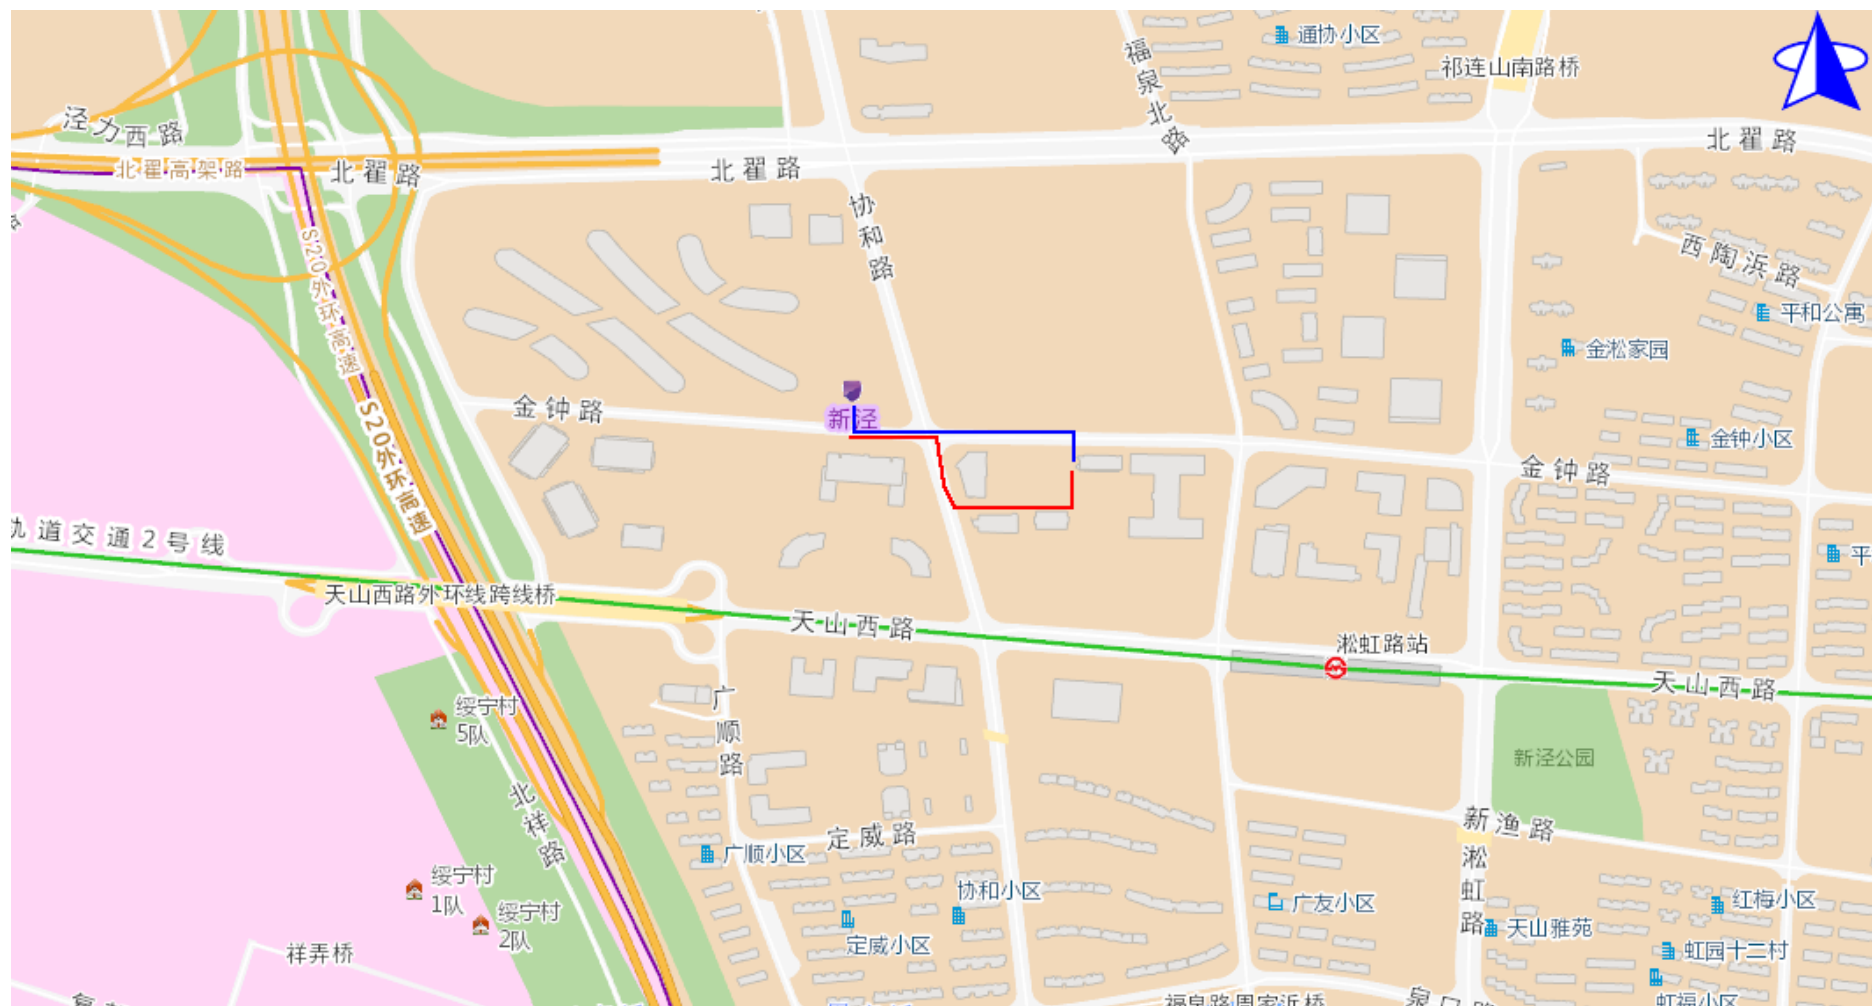 通协小区
福泉北路
祁连山南路桥
泾力西路
北翟高架路
北翟路
北翟路
北翟路
协和路
西陶浜路
S20外环高速
平和公寓
金淞家园
新泾
金钟路
S20外环高速
金钟小区
金钟路
轨道交通2号线
平
天山西路外环线跨线桥
天山西路
淞虹路站
天山西路
绥宁村
5队
广顺路
新泾公园
北祥路
新渔路
定威路
广顺小区
淞虹路
绥宁村
1队
协和小区
广友小区
红梅小区
绥宁村
2队
定威小区
天山雅苑
虹园十二村
祥弄桥